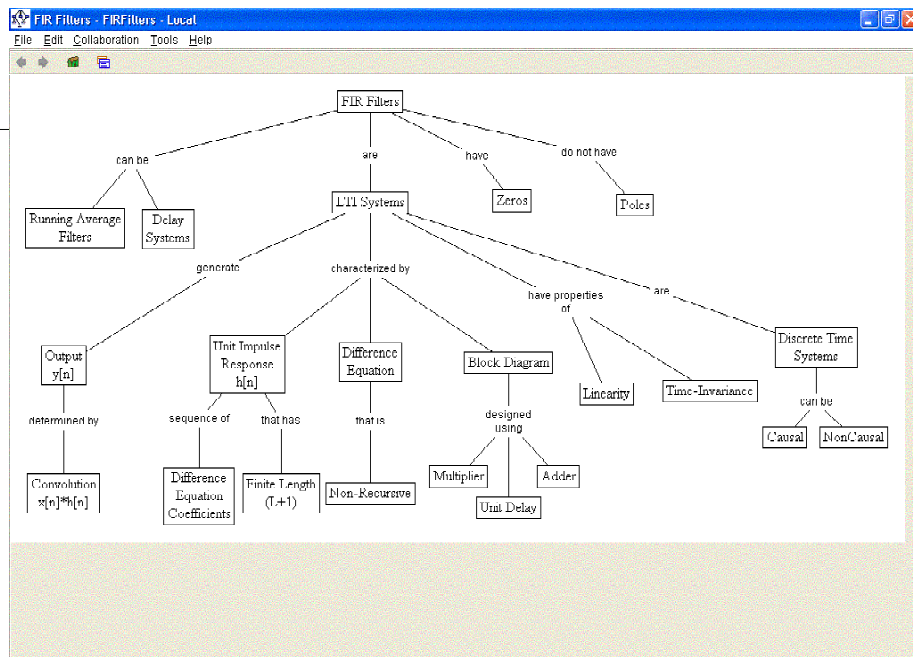 FIR Filters - FIRFilters - Local
File Edit Collaboration Tools Help
FIR Filters
can be
are
have
do not have
Running Average
Filters
Delay
Systems
LTI Systems
Zeros
Poles
generate
characterized by
have properties
of
are
Output
y[n]
Unit Impulse
Response
h[n]
Difference
Equation
Block Diagram
Linearity
Time-Invariance
Discrete Time
Systems
determined by
sequence of
that has
that is
designed
using
can be
Causal
NonCausal
Convolution
x[n]*h[n]
Difference
Equation
Coefficients
Finite Length
(L+1)
Non-Recursive
Multiplier
Unit Delay
Adder